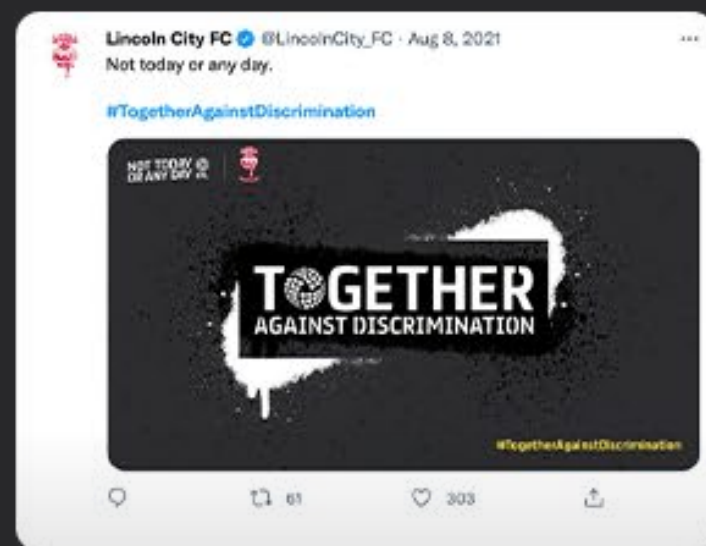 Lincoln City FC @LincolnCity_FC · Aug 8, 2021
Not today or any day.
#TogetherAgainstDiscrimination
NOT TODAY
OR ANY DAY
TOGETHER
AGAINST DISCRIMINATION
#TogetherAgainstDiscrimination
61 303